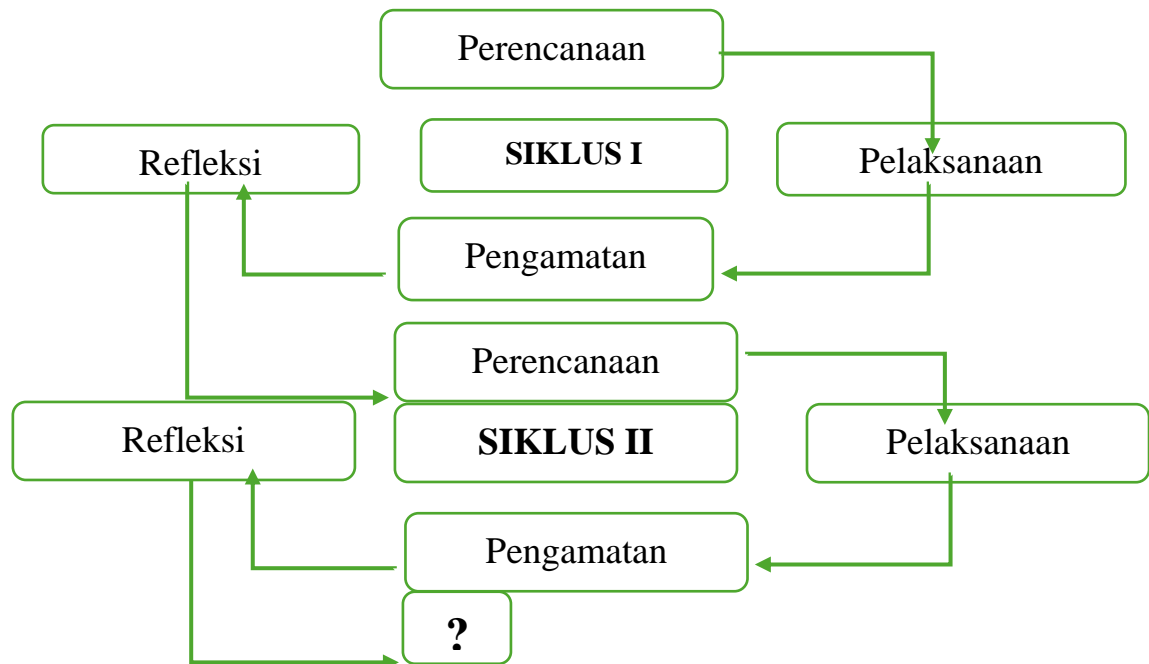 Perencanaan
Refleksi
SIKLUS I
Pelaksanaan
Pengamatan
Perencanaan
Refleksi
SIKLUS II
Pelaksanaan
Pengamatan
?